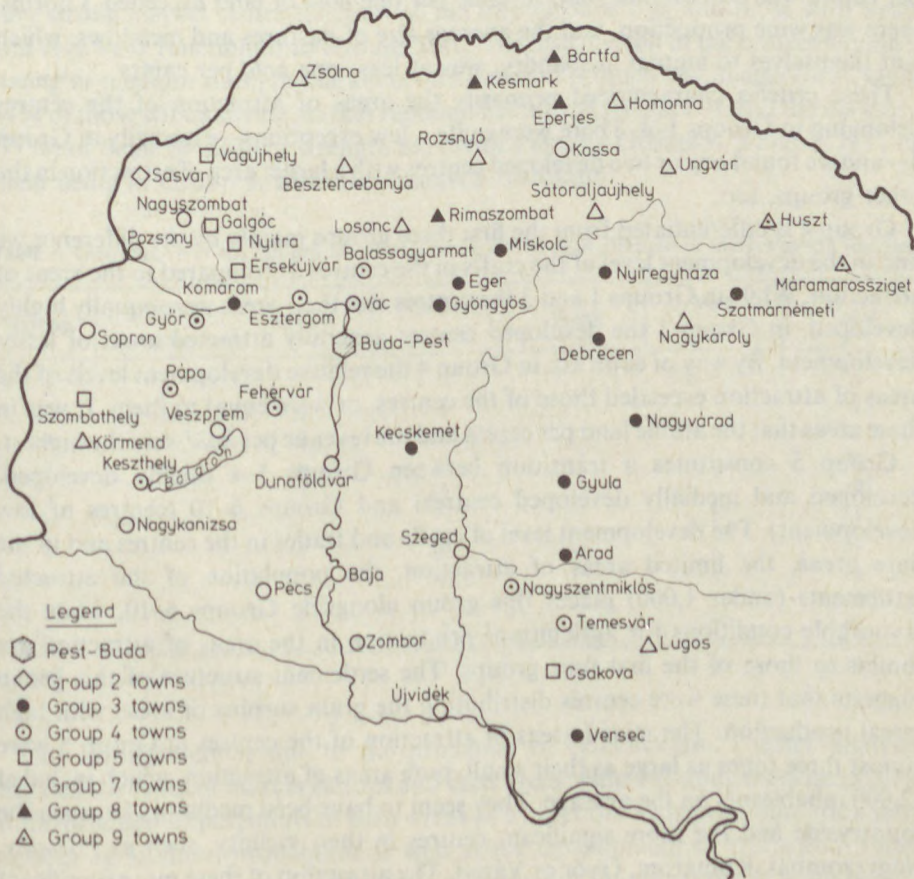 Zsolna
Bártfa
Késmárk
Eperjes
Homonna
Rozsnyó
Kassa
Ungvár
Vágújhely
Sasvár
Besztercebánya
Sátoraljaújhely
Nagyszombat
Galgóc
Losonc
Rimaszombat
Huszt
Pozsony
Nyitra
Balassagyarmat
Miskolc
Érsekújvár
Nyíregyháza
Máramarossziget
Komárom
Eger
Vác
Gyöngyös
Szatmárnémeti
Győr
Esztergom
Nagykároly
Sopron
Buda-Pest
Debrecen
Pápa
Fehérvár
Szombathely
Veszprém
Kecskemét
Nagyvárad
Körmend
Keszthely
Balaton
Dunaföldvár
Gyula
Nagykanizsa
Szeged
Arad
Baja
Pécs
Nagyszentmiklós
Zombor
Temesvár
Lugos
Csakova
Újvidék
Versec
Legend
Pest-Buda
Group 2 towns
Group 3 towns
Group 4 towns
Group 5 towns
Group 7 towns
Group 8 towns
Group 9 towns